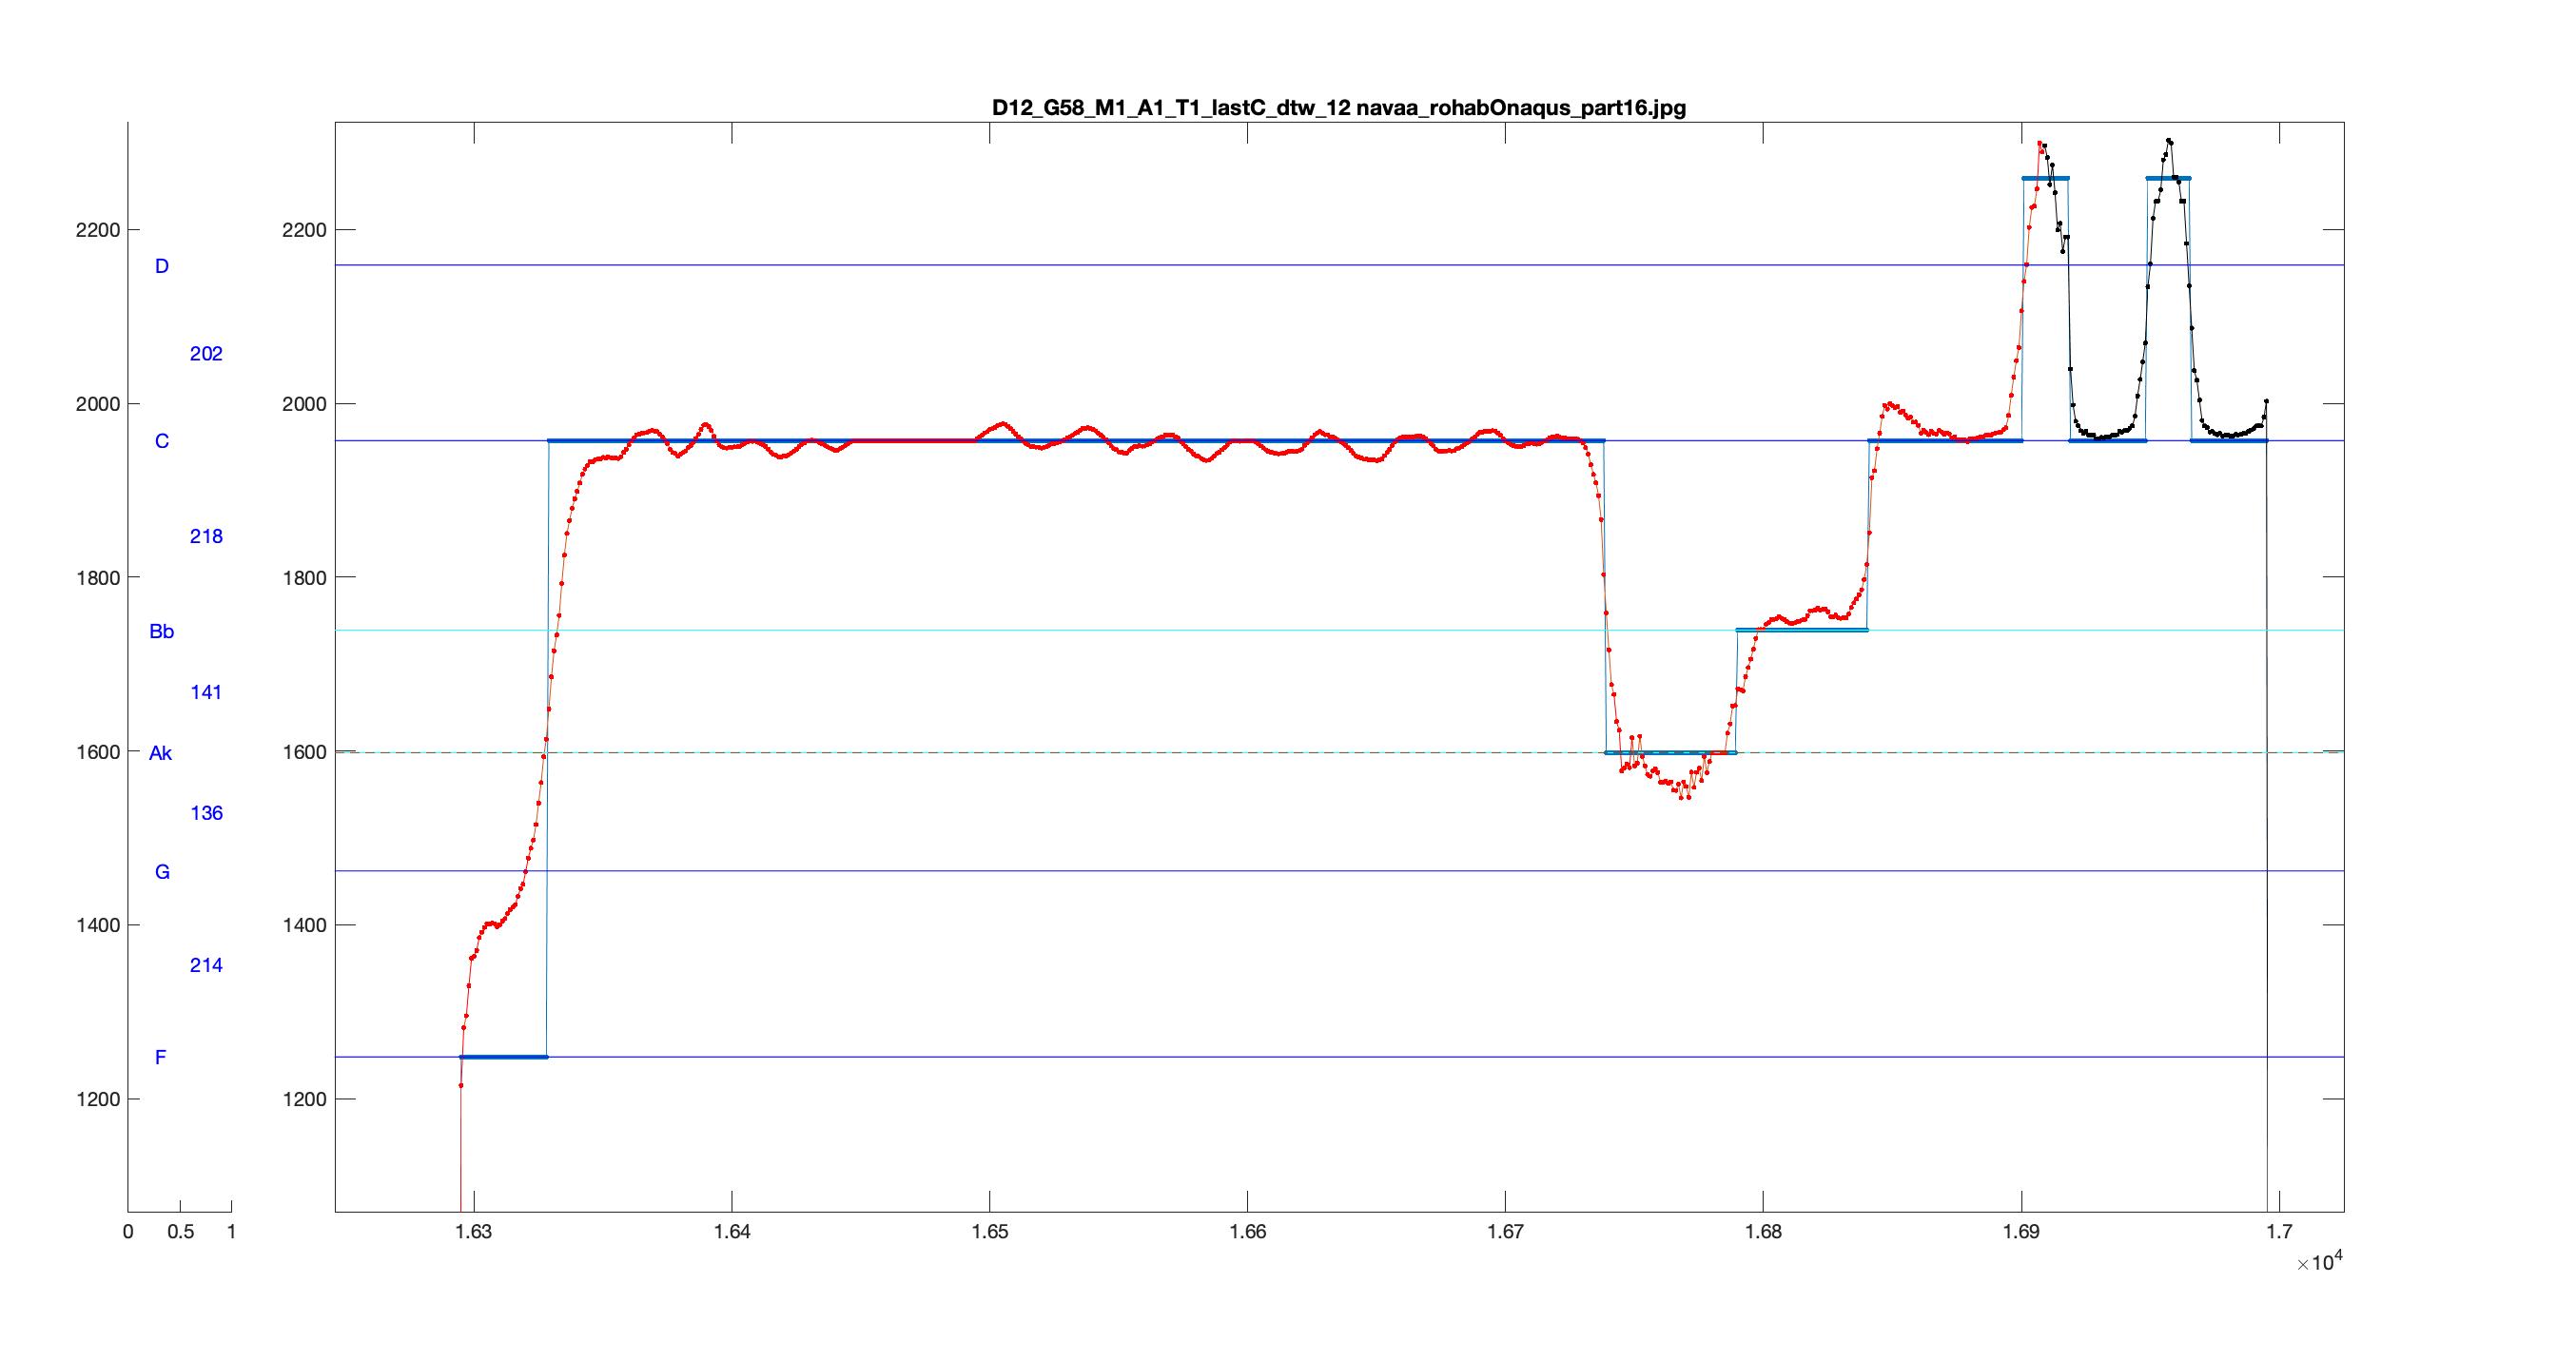 D12_G58_M1_A1_T1_lastC_dtw_12 navaa_rohabOnaqus_part16.jpg
2200 2200
D
202
2000 2000
C
218
1800 1800
Bb
141
1600 Ak 1600
136
G
1400 1400
214
F
1200 1200
0 0.5 1 1.63 1.64 1.65 1.66 1.67 1.68 1.69 1.7
×10⁴